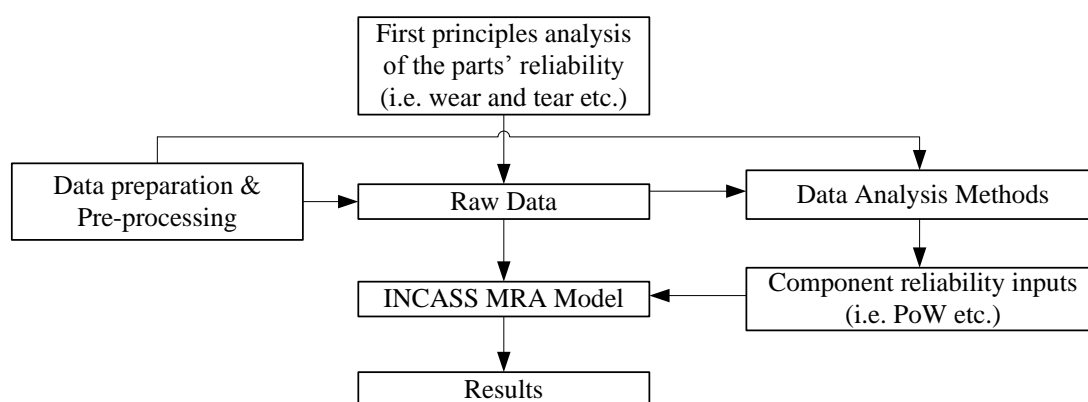 First principles analysis
of the parts’ reliability
(i.e. wear and tear etc.)
Data preparation &
Pre-processing
Raw Data
Data Analysis Methods
INCASS MRA Model
Component reliability inputs
(i.e. PoW etc.)
Results